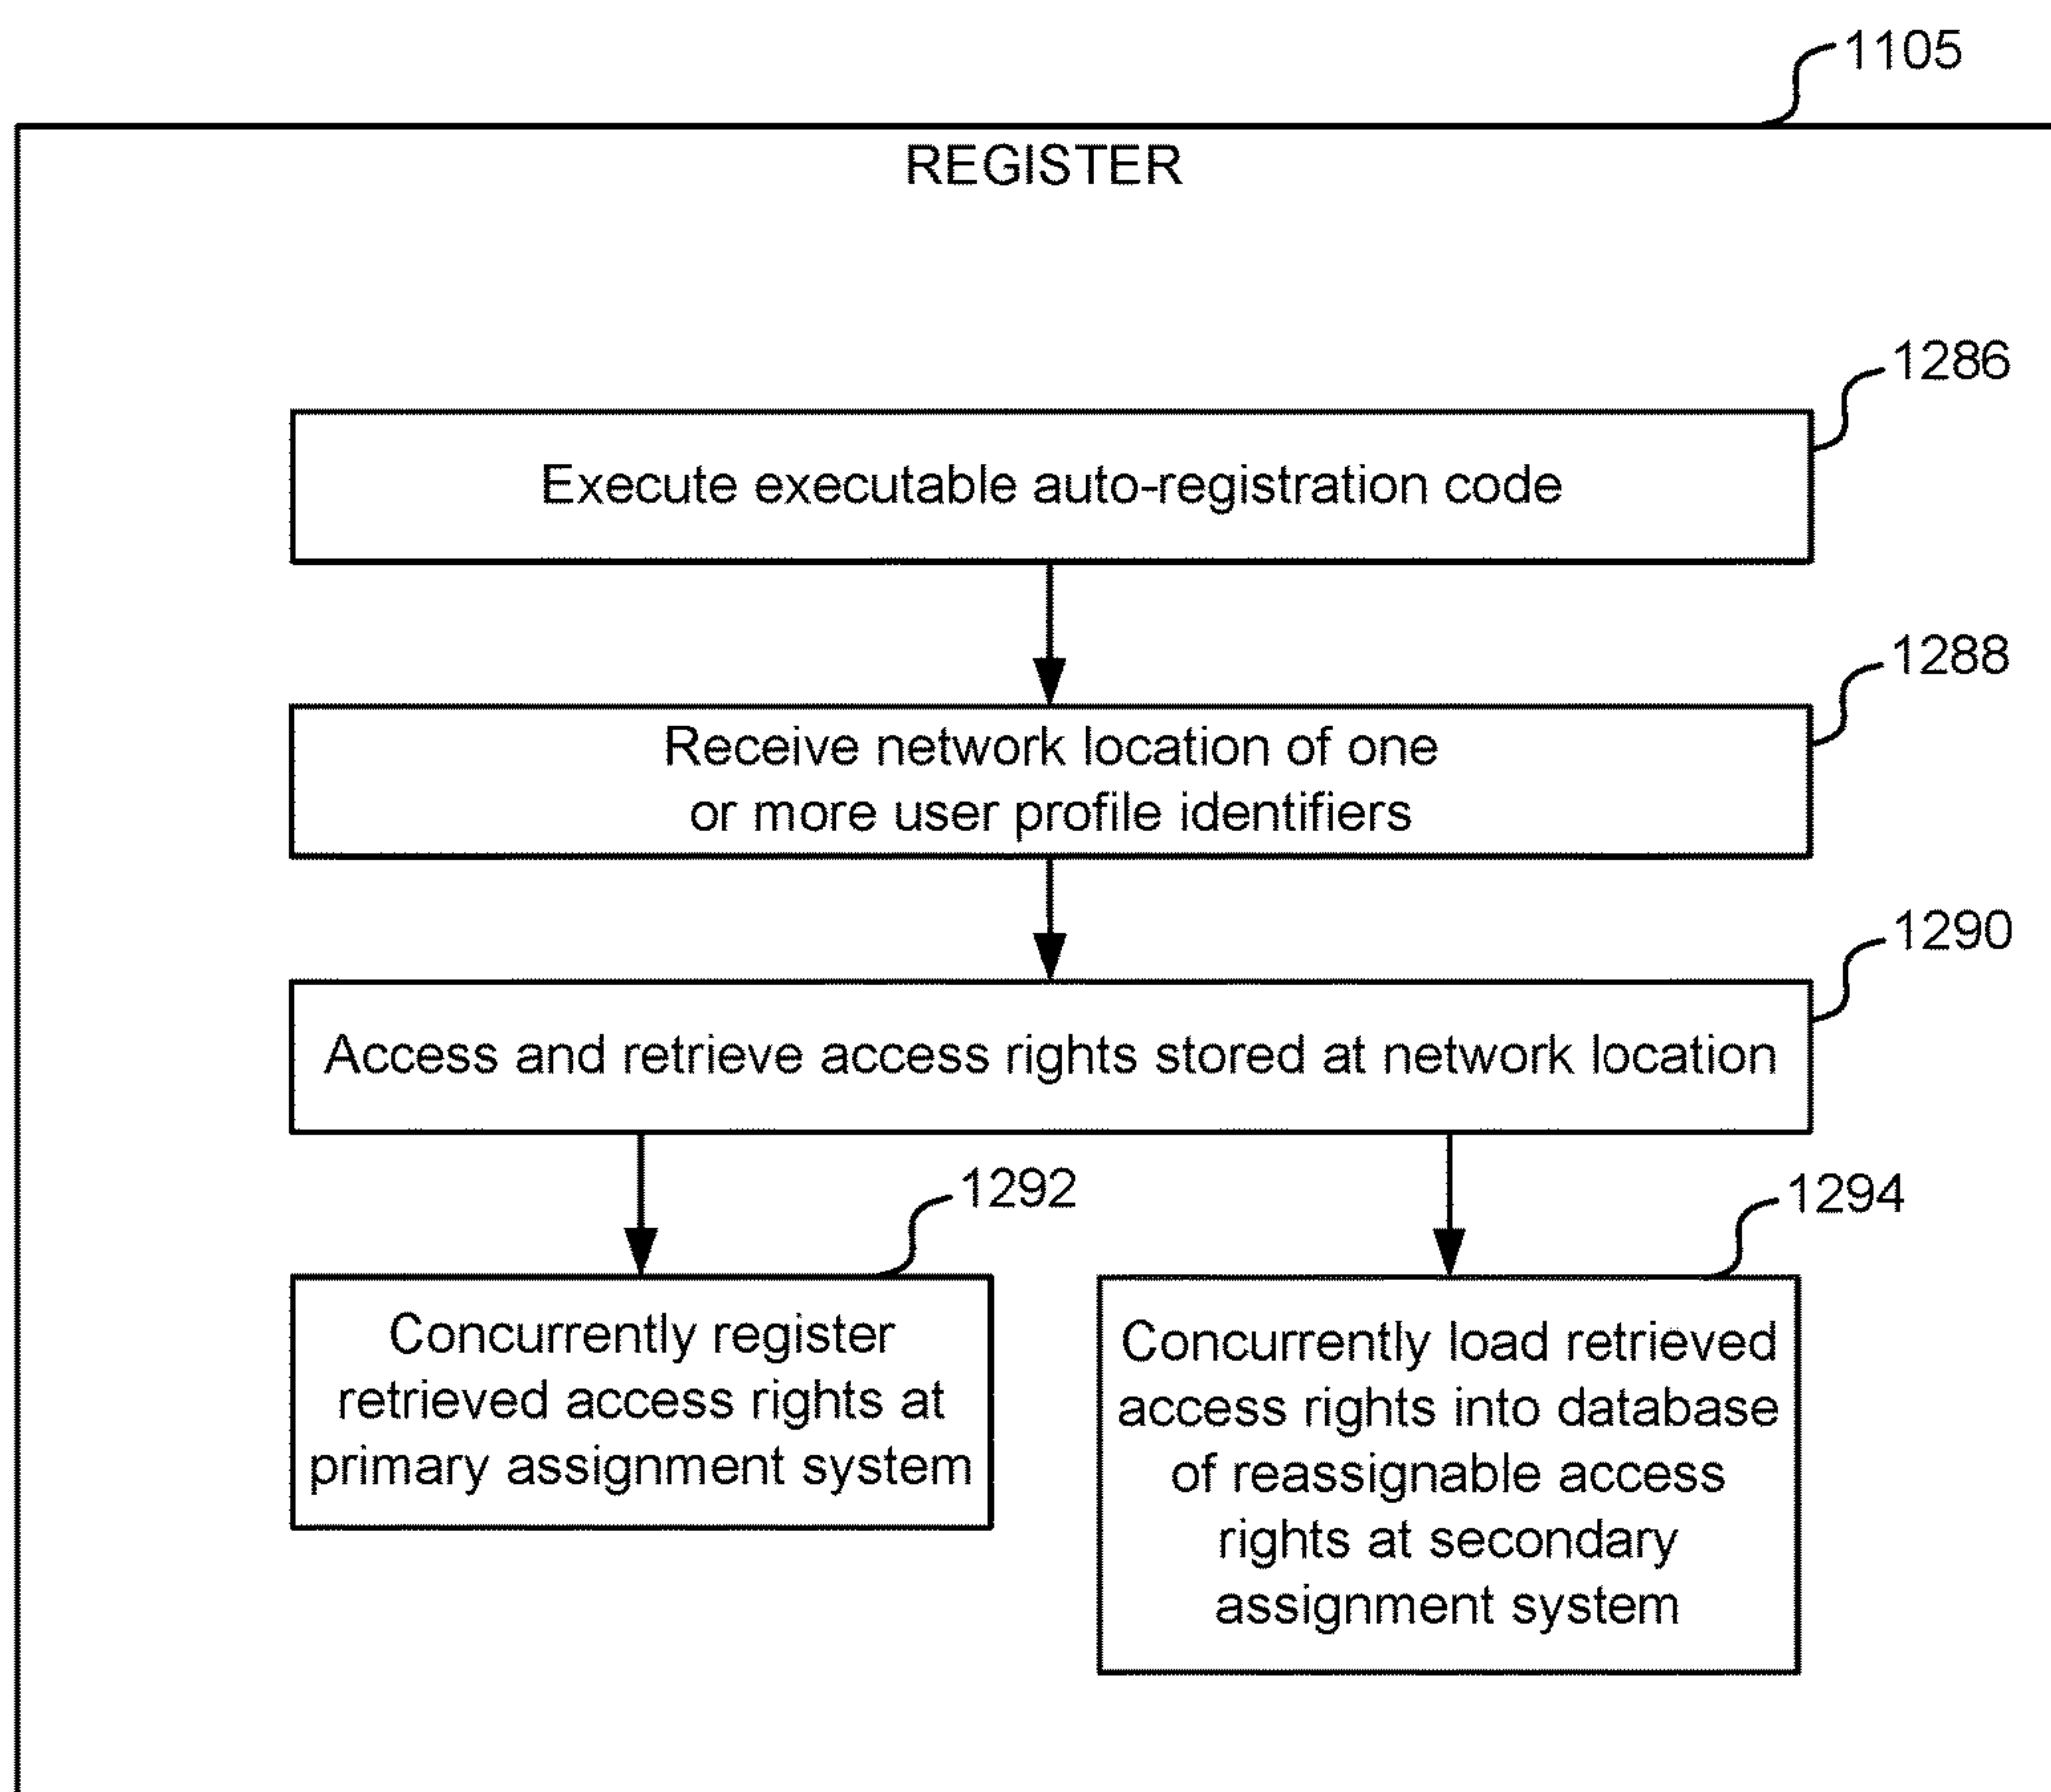 1105
REGISTER
1286
Execute executable auto-registration code
1288
Receive network location of one
or more user profile identifiers
1290
Access and retrieve access rights stored at network location
1292
Concurrently register
retrieved access rights at
primary assignment system
1294
Concurrently load retrieved
access rights into database
of reassignable access
rights at secondary
assignment system